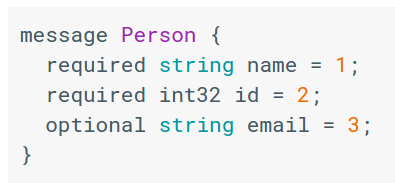 message Person {
  required string name = 1;
  required int32 id = 2;
  optional string email = 3;
}